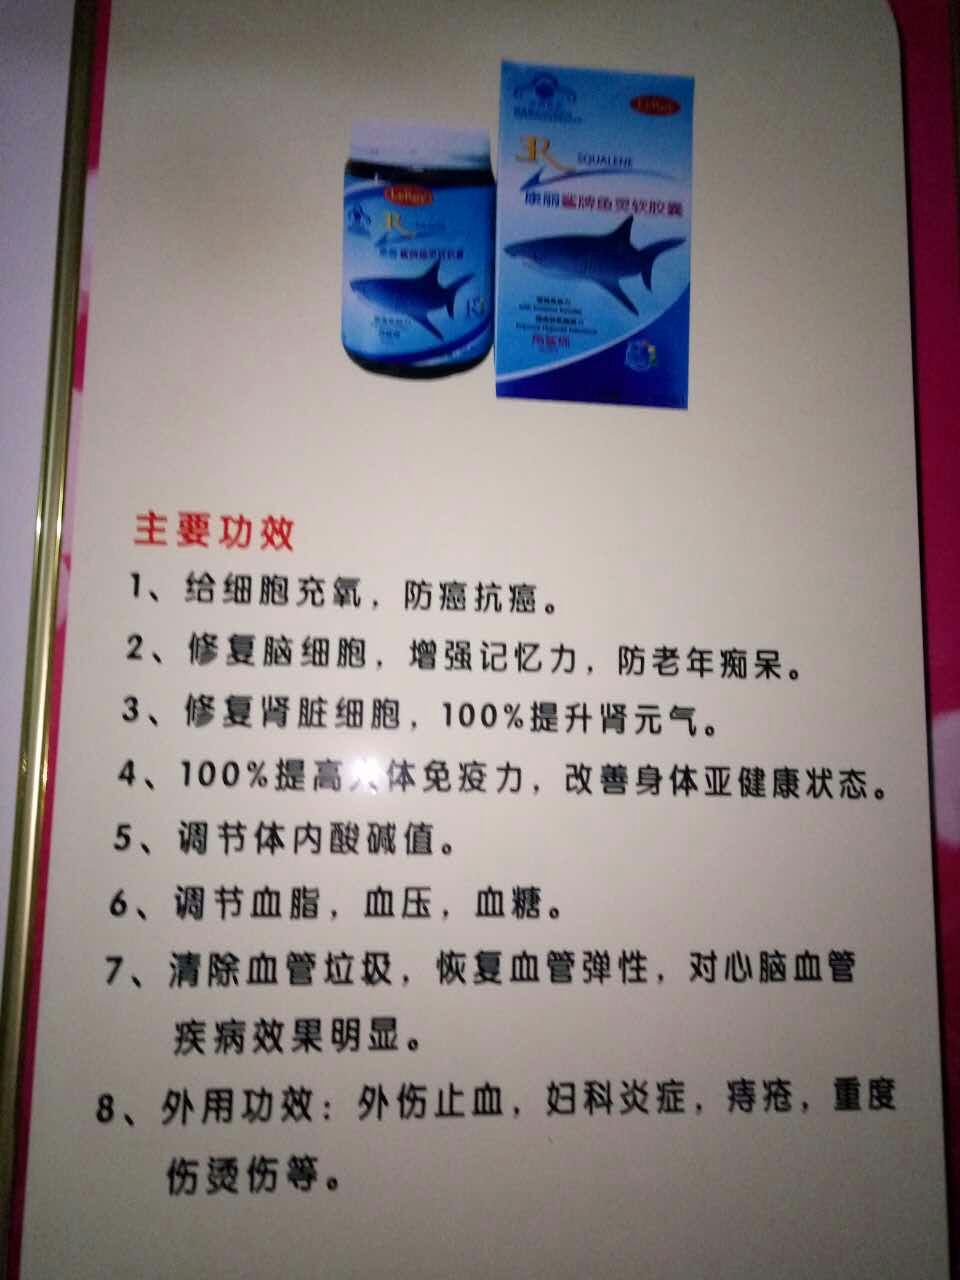 LeRoy
R
SQUALENE
康丽鲨牌鱼灵软胶囊
LeRoy
R
主要功效
1、给细胞充氧，防癌抗癌。
2、修复脑细胞，增强记忆力，防老年痴呆。
3、修复肾脏细胞，100%提升肾元气。
4、100%提高人体免疫力，改善身体亚健康状态。
5、调节体内酸碱值。
6、调节血脂，血压，血糖。
7、清除血管垃圾，恢复血管弹性，对心脑血管
疾病效果明显。
8、外用功效：外伤止血，妇科炎症，痔疮，重度
伤烫伤等。